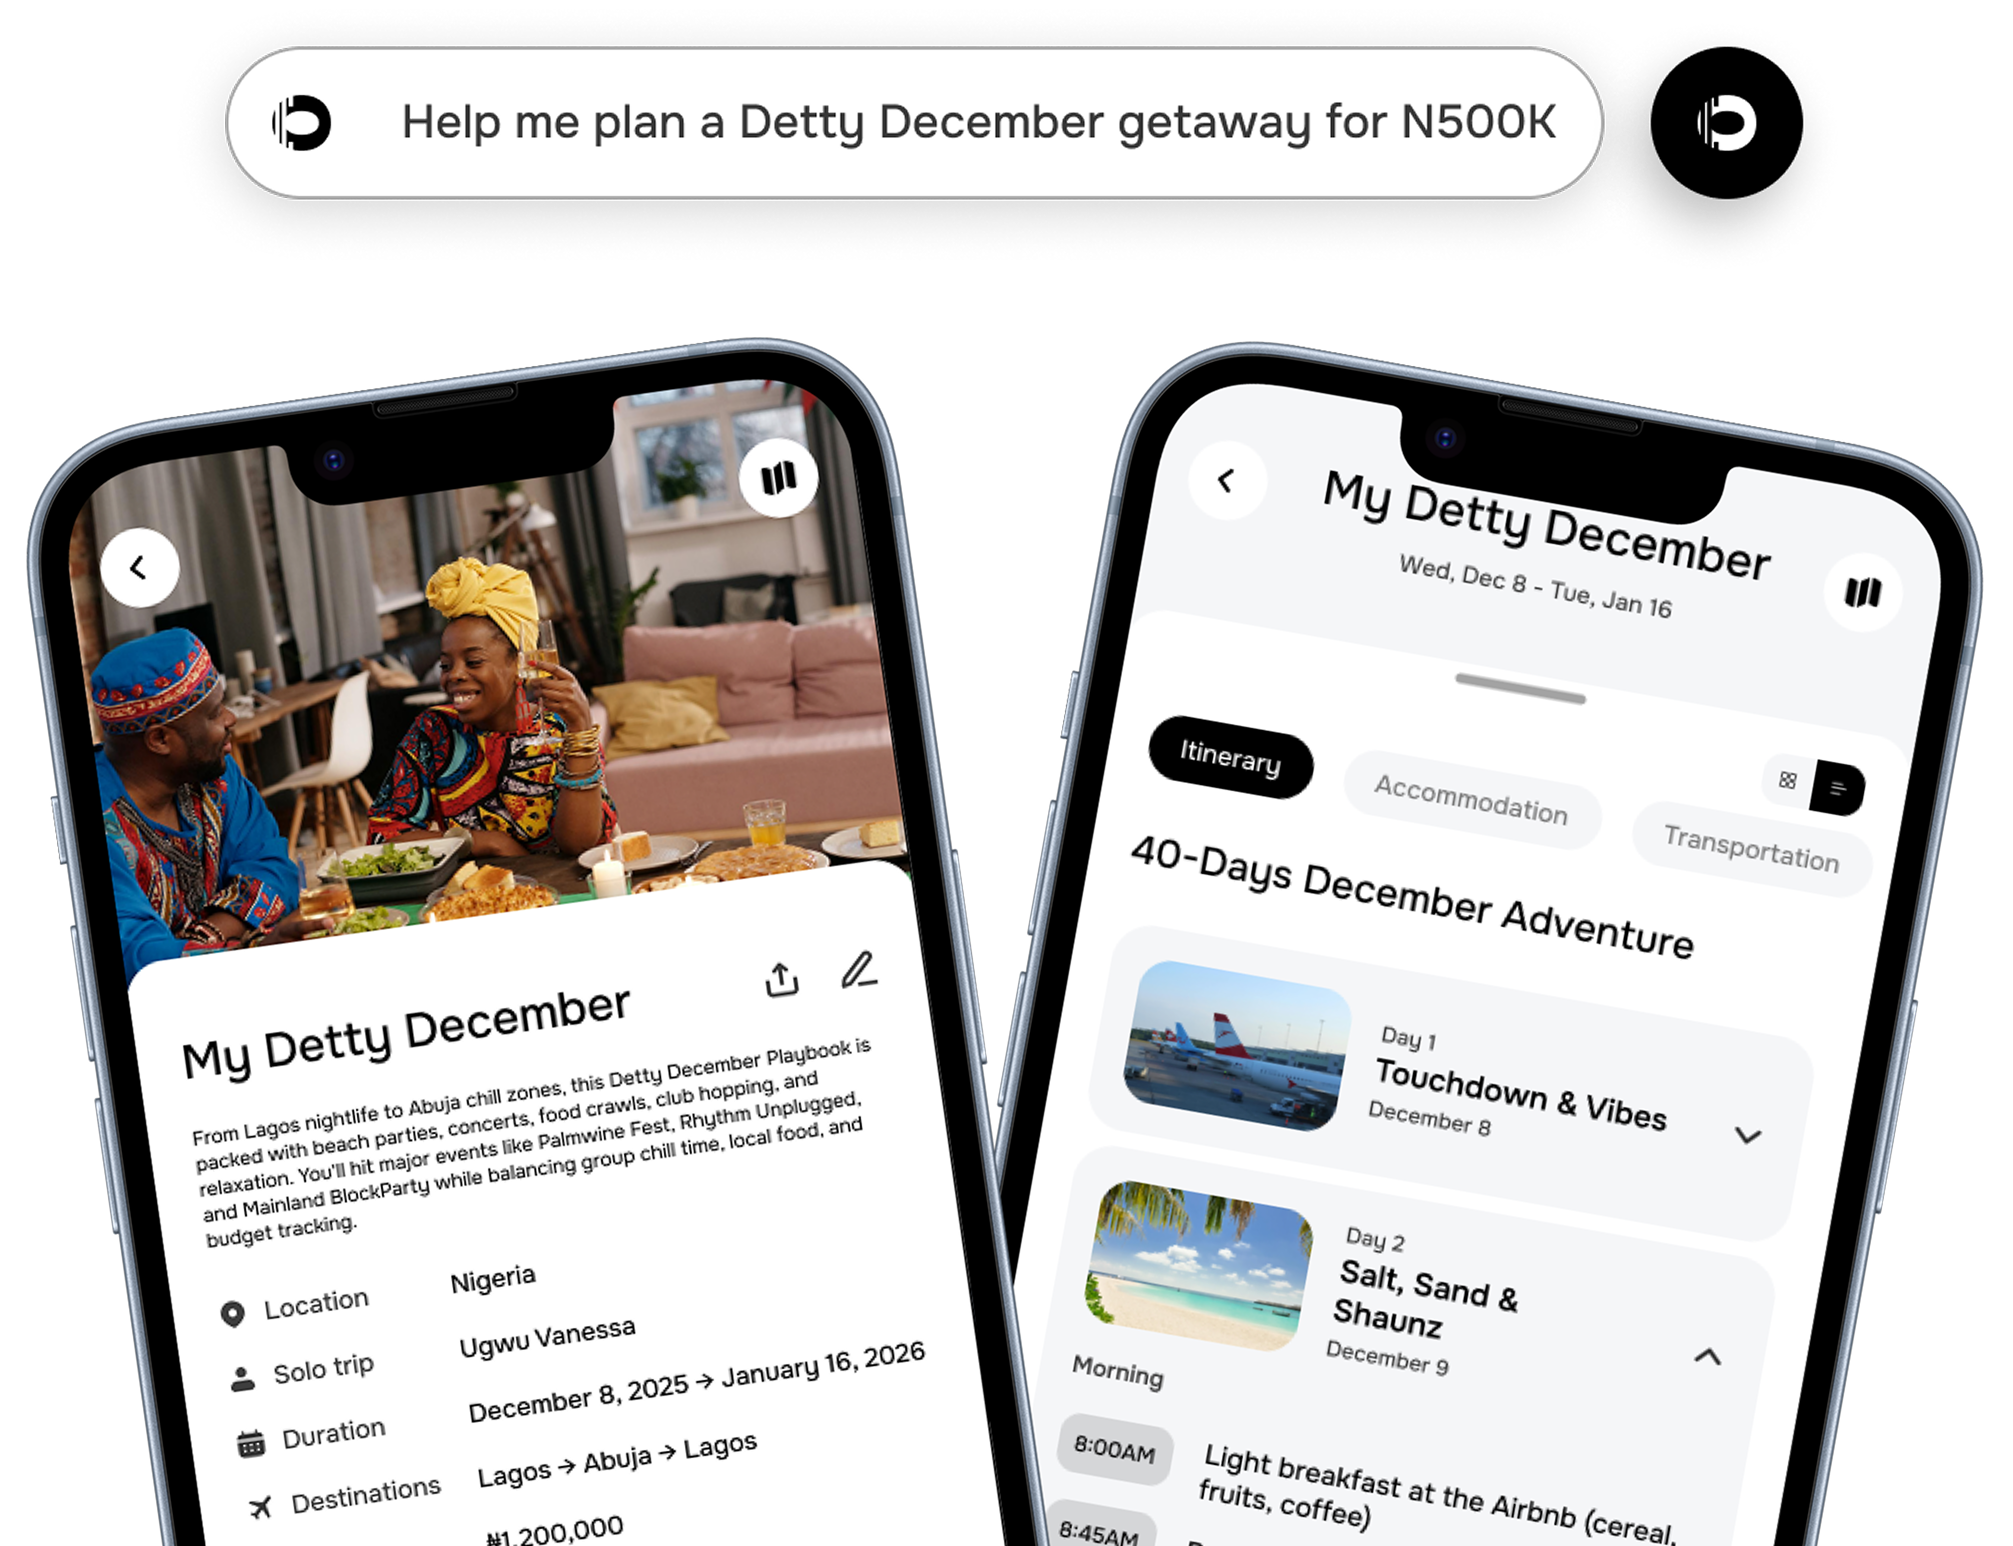 Help me plan a Detty December getaway for N500K
My Detty December
From Lagos nightlife to Abuja chill zones, this Detty December Playbook is
packed with beach parties, concerts, food crawls, club hopping, and
relaxation. You'll hit major events like Palmwine Fest, Rhythm Unplugged,
and Mainland BlockParty while balancing group chill time, local food, and
budget tracking.
Location Nigeria
Solo trip Ugwu Vanessa
Duration December 8, 2025 → January 16, 2026
Destinations Lagos → Abuja → Lagos
₦1,200,000
My Detty December
Wed, Dec 8 - Tue, Jan 16
Itinerary Accommodation Transportation
40-Days December Adventure
Day 1
Touchdown & Vibes
December 8
Day 2
Salt, Sand &
Shaunz
December 9
Morning
8:00AM Light breakfast at the Airbnb (cereal,
fruits, coffee)
8:45AM